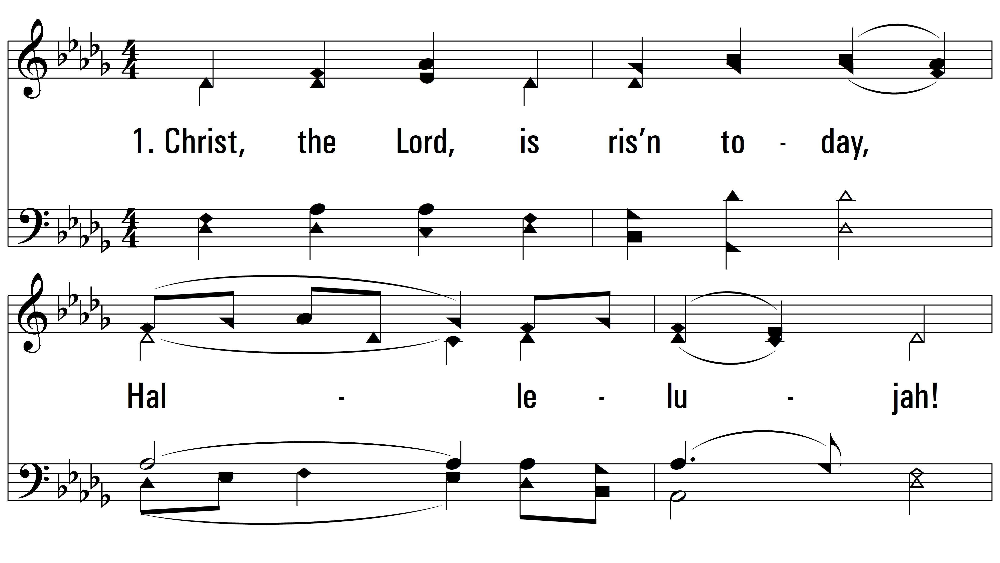 1. Christ, the Lord, is ris’n to - day,
Hal - le - lu - jah!